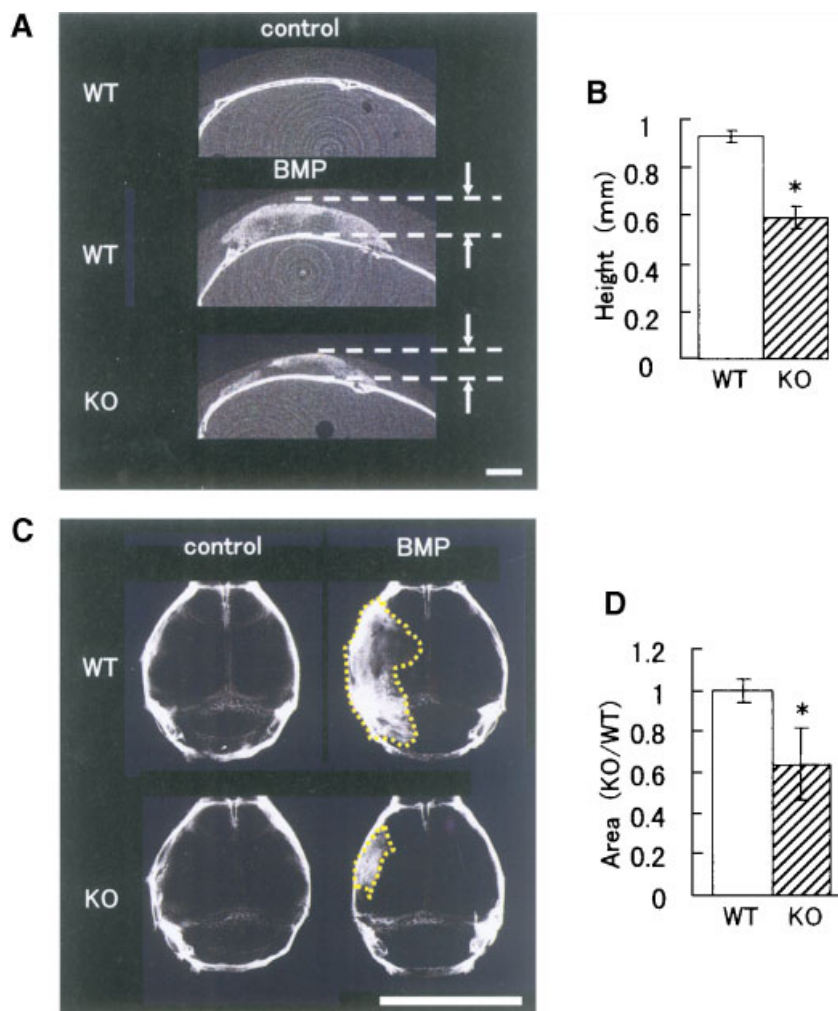 A
control
WT
BMP
WT
KO
B
Height (mm)
1
0.8
0.6
0.4
0.2
0
*
WT KO
C
control BMP
WT
KO
D
Area (KO/WT)
1.2
1
0.8
0.6
0.4
0.2
0
*
WT KO